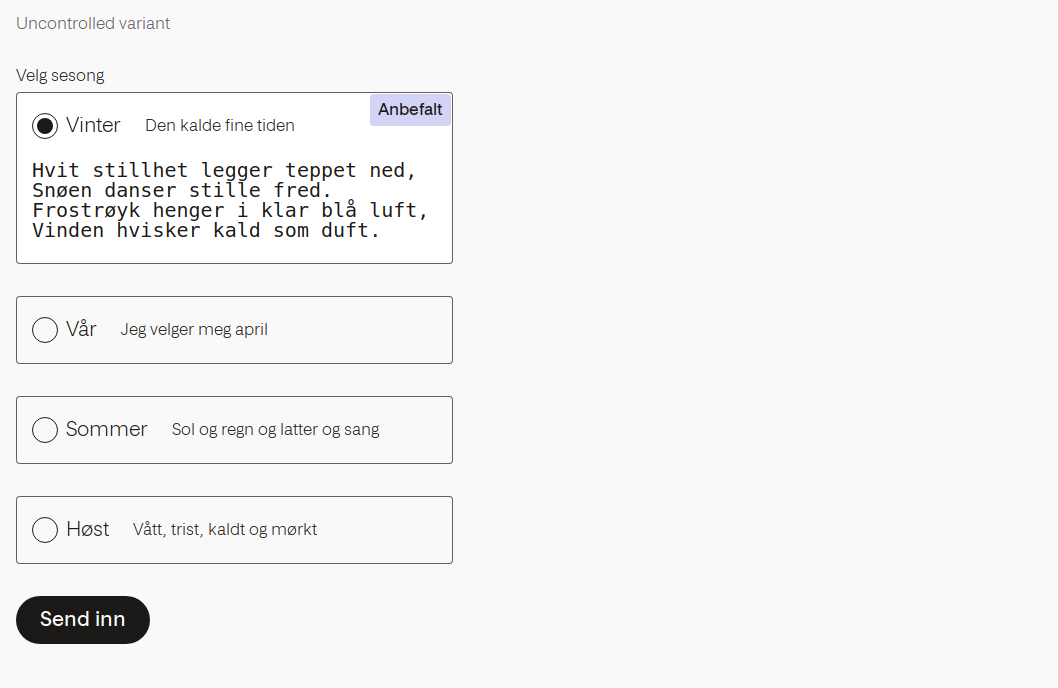 Uncontrolled variant
Velg sesong
Anbefalt
Vinter Den kalde fine tiden
Hvit stillhet legger teppet ned,
Snøen danser stille fred.
Frostrøyk henger i klar blå luft,
Vinden hvisker kald som duft.
Vår Jeg velger meg april
Sommer Sol og regn og latter og sang
Høst Vått, trist, kaldt og mørkt
Send inn